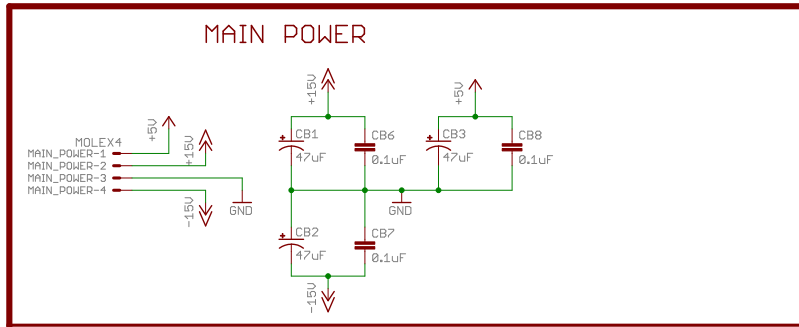 MAIN POWER
+15V
+5V
CB1
47uF
CB6
0.1uF
CB3
47uF
CB8
0.1uF
+5V
+15V
MOLEX4
MAIN_POWER-1
MAIN_POWER-2
MAIN_POWER-3
MAIN_POWER-4
-15V
GND
GND
CB2
47uF
CB7
0.1uF
-15V